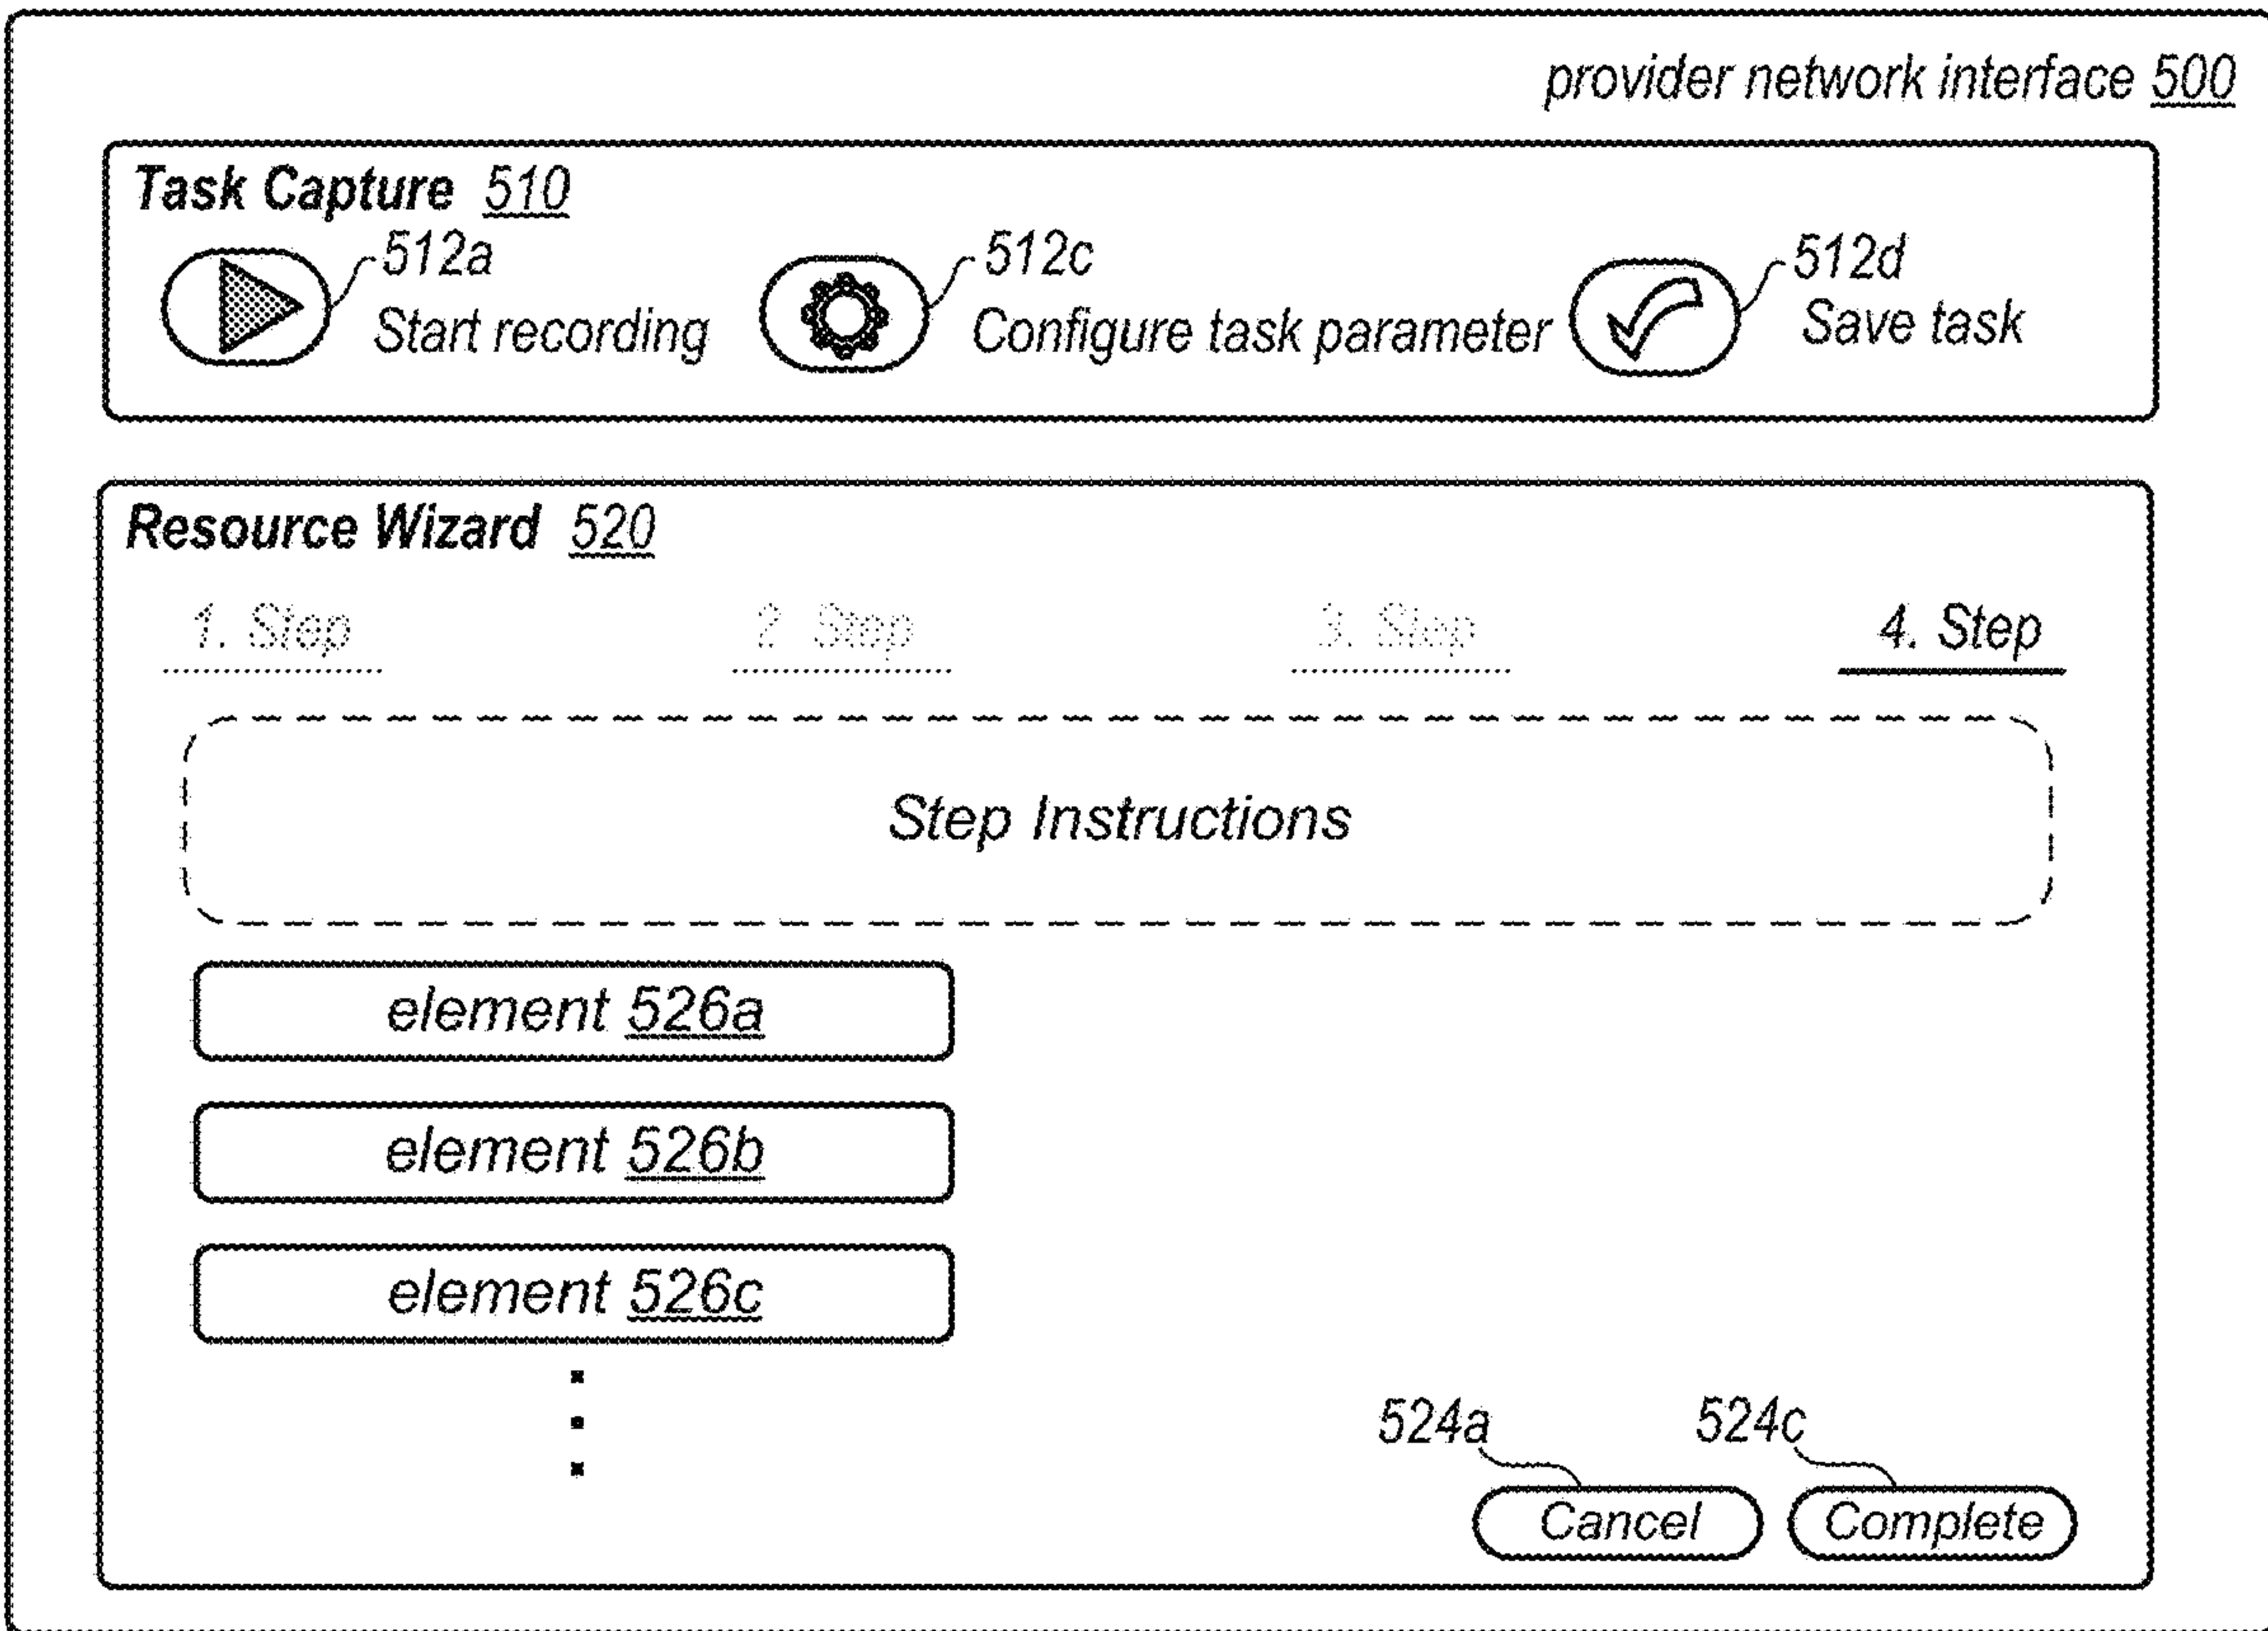 provider network interface 500
Task Capture 510
512a
Start recording
512c
Configure task parameter
512d
Save task
Resource Wizard 520
1. Step
2. Step
3. Step
4. Step
Step Instructions
element 526a
element 526b
element 526c
524a
524c
Cancel
Complete